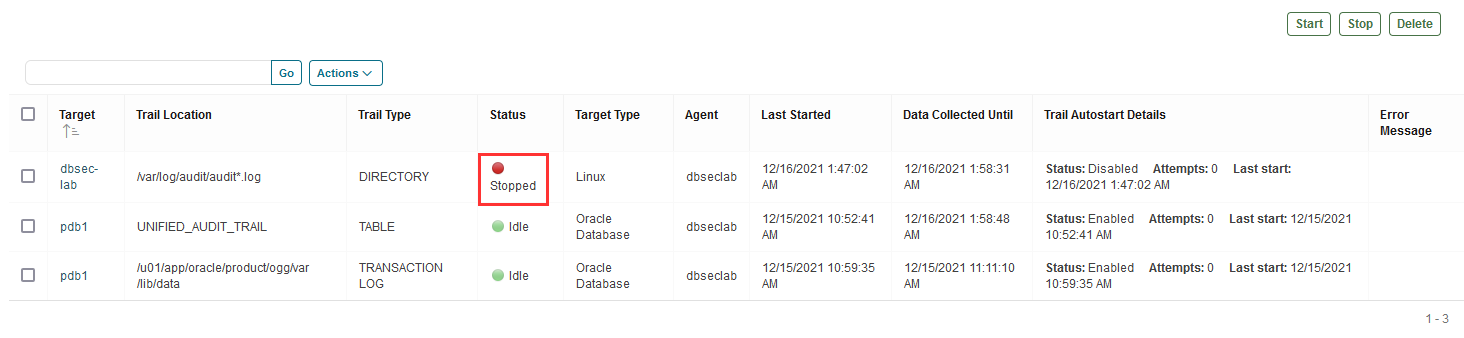 Start Stop Delete
Go Actions
Target Trail Location Trail Type Status Target Type Agent Last Started Data Collected Until Trail Autostart Details Error Message
dbsec-lab /var/log/audit/audit*.log DIRECTORY Stopped Linux dbseclab 12/16/2021 1:47:02 AM 12/16/2021 1:58:31 AM Status: Disabled Attempts: 0 Last start: 12/16/2021 1:47:02 AM
pdb1 UNIFIED_AUDIT_TRAIL TABLE Idle Oracle Database dbseclab 12/15/2021 10:52:41 AM 12/16/2021 1:58:48 AM Status: Enabled Attempts: 0 Last start: 12/15/2021 10:52:41 AM
pdb1 /u01/app/oracle/product/ogg/var/lib/data TRANSACTION LOG Idle Oracle Database dbseclab 12/15/2021 10:59:35 AM 12/15/2021 11:11:10 AM Status: Enabled Attempts: 0 Last start: 12/15/2021 10:59:35 AM
1 - 3